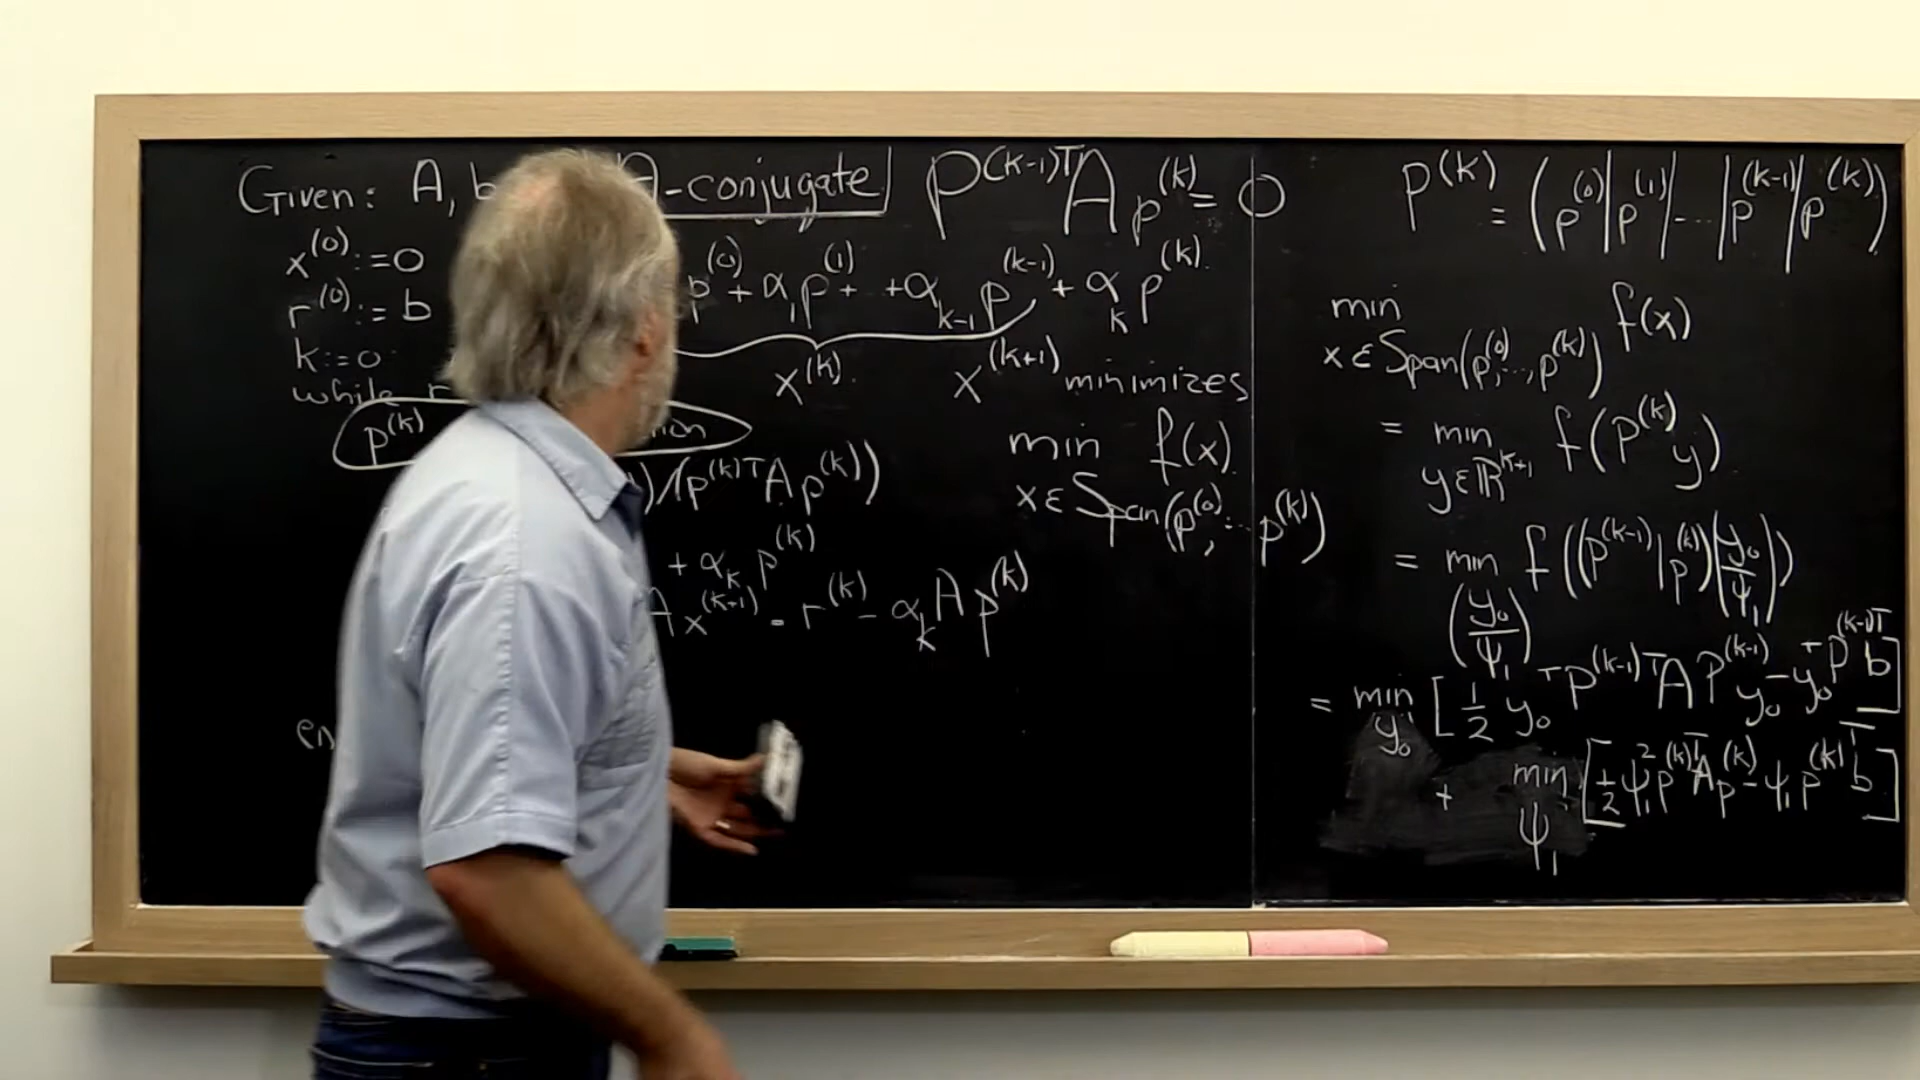 Given: A, b A-conjugate P^(k-1)T A p^(k) = 0
x^(0) := 0 p^(0) + α_1 p^(1) + + α_k-1 p^(k-1) + α_k p^(k)
r^(0) := b
k := 0 x^(k) x^(k+1) minimizes
while r
p^(k) min f(x)
) / (p^(k)T A p^(k)) x ∈ Span(p^(0), ... p^(k))
+ α_k p^(k)
A x^(k+1) = r^(k) - α_k A p^(k)
P^(k) = (p^(0) | p^(1) | ... | p^(k-1) | p^(k))
min f(x)
x ∈ Span(p^(0), ..., p^(k))
= min f(P^(k) y)
y ∈ ℝ^k+1
= min f((P^(k-1) | p^(k)) (y_0 / ψ_1))
(y_0 / ψ_1)
= min [ 1/2 y_0^T P^(k-1)T A P^(k-1) y_0 - y_0^T P^(k-1)T b ]
y_0
+ min [ 1/2 ψ_1^2 p^(k)T A p^(k) - ψ_1 p^(k)T b ]
ψ_1